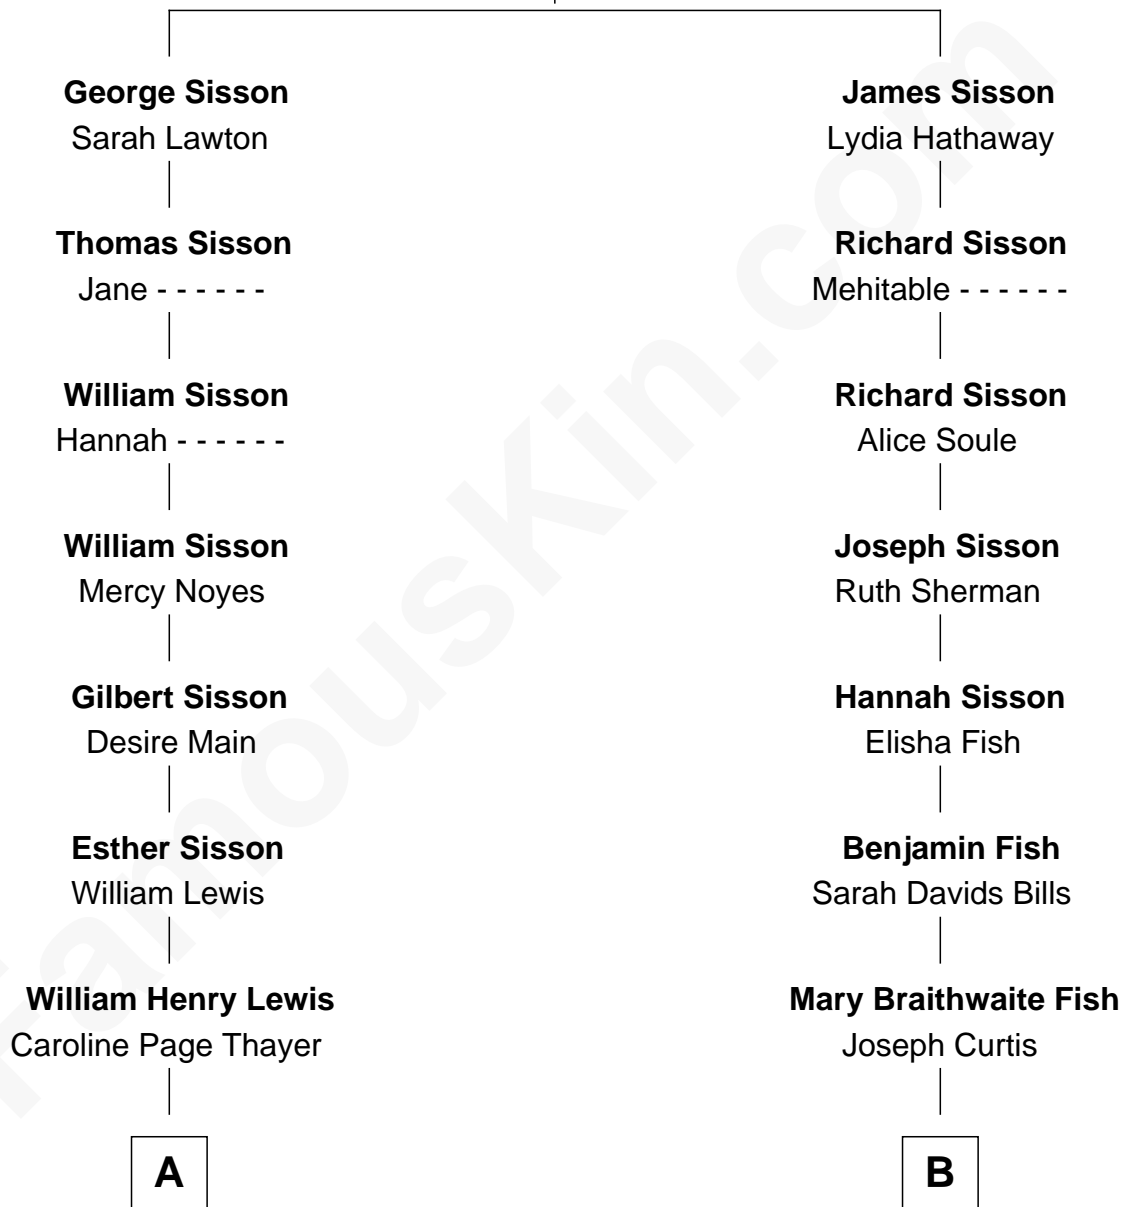 George Sisson
Sarah Lawton
Thomas Sisson
Jane - - - - - -
William Sisson
Hannah - - - - - -
William Sisson
Mercy Noyes
Gilbert Sisson
Desire Main
Esther Sisson
William Lewis
William Henry Lewis
Caroline Page Thayer
A
James Sisson
Lydia Hathaway
Richard Sisson
Mehitable - - - - - -
Richard Sisson
Alice Soule
Joseph Sisson
Ruth Sherman
Hannah Sisson
Elisha Fish
Benjamin Fish
Sarah Davids Bills
Mary Braithwaite Fish
Joseph Curtis
B
FamousKin.com